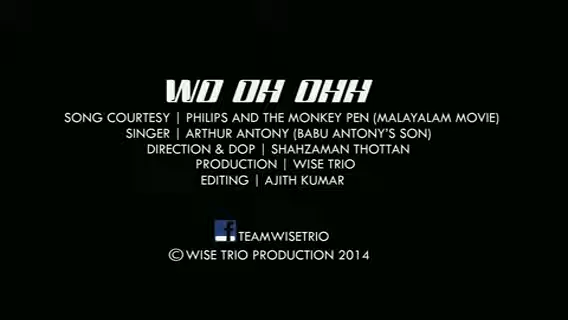 WO OH OHH
SONG COURTESY | PHILIPS AND THE MONKEY PEN (MALAYALAM MOVIE)
SINGER | ARTHUR ANTONY (BABU ANTONY'S SON)
DIRECTION & DOP | SHAHZAMAN THOTTAN
PRODUCTION | WISE TRIO
EDITING | AJITH KUMAR
f TEAMWISETRIO
© WISE TRIO PRODUCTION 2014